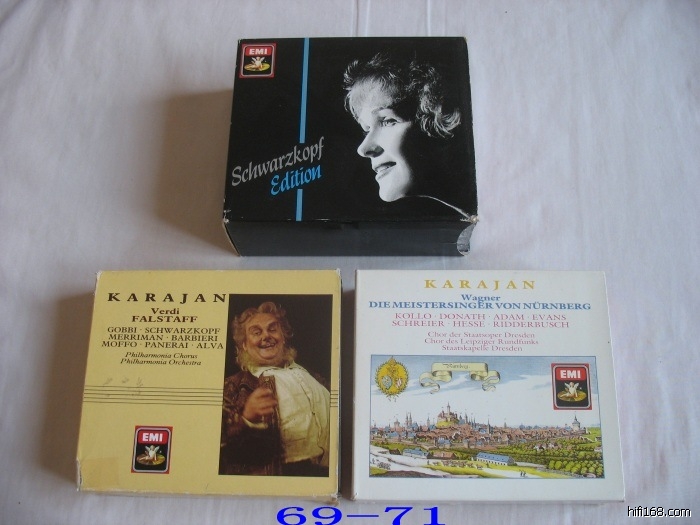 EMI
Schwarzkopf
Edition
KARAJAN
Verdi
FALSTAFF
GOBBI · SCHWARZKOPF
MERRIMAN · BARBIERI
MOFFO · PANERAI · ALVA
Philharmonia Chorus
Philharmonia Orchestra
EMI
KARAJAN
Wagner
DIE MEISTERSINGER VON NÜRNBERG
KOLLO · DONATH · ADAM · EVANS
SCHREIER · HESSE · RIDDERBUSCH
Chor der Staatsoper Dresden
Chor des Leipziger Rundfunks
Staatskapelle Dresden
EMI
69-71
hifi168.com